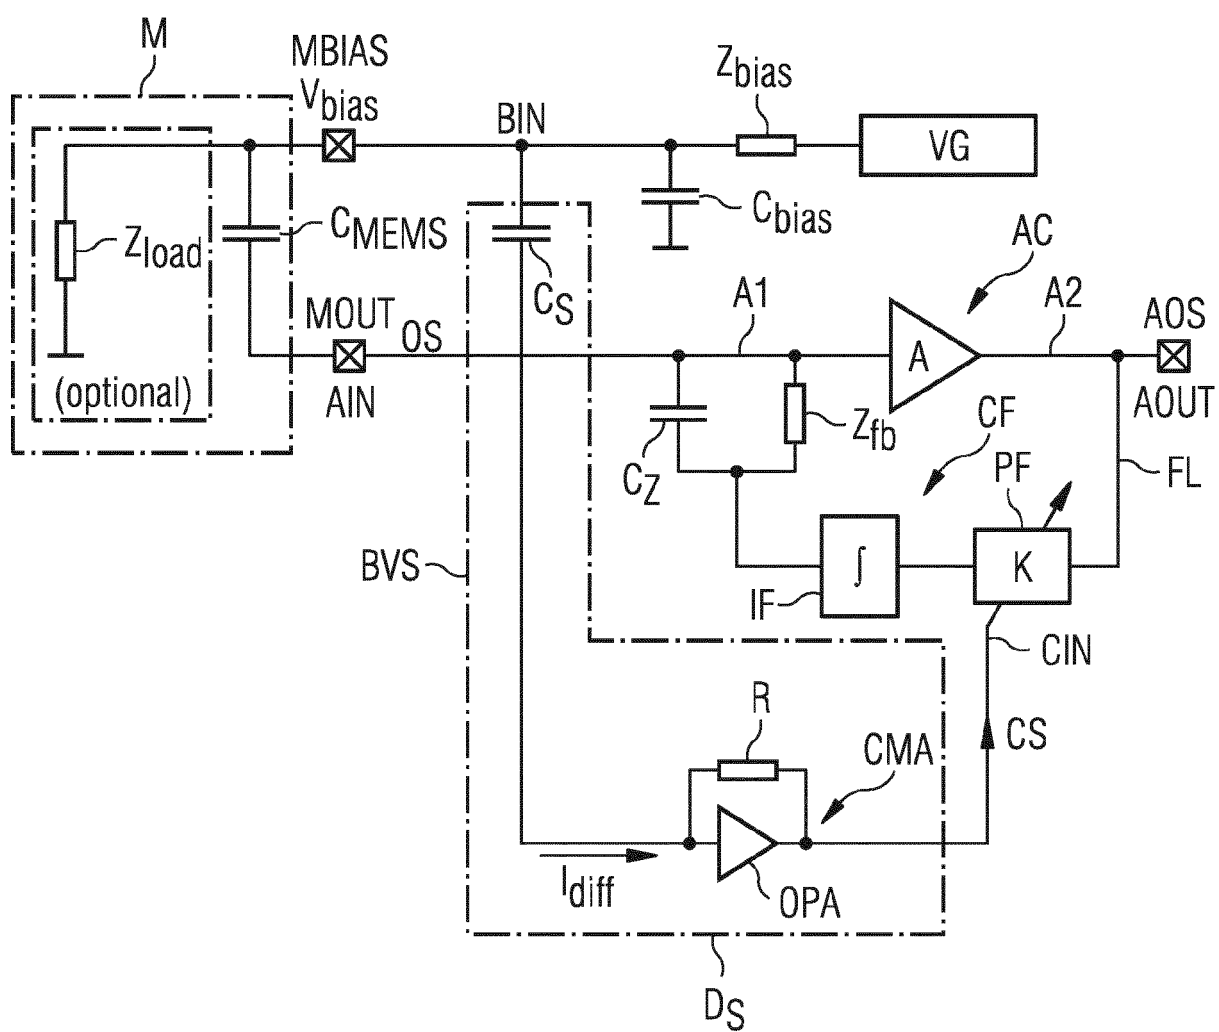 M
MBIAS
Vbias
BIN
Zbias
VG
Cbias
CMEMS
Zload
(optional)
CS
MOUT
OS
AIN
A1
A
AC
A2
AOS
AOUT
CZ
Zfb
CF
PF
FL
BVS
IF
∫
K
CIN
R
CMA
CS
Idiff
OPA
DS